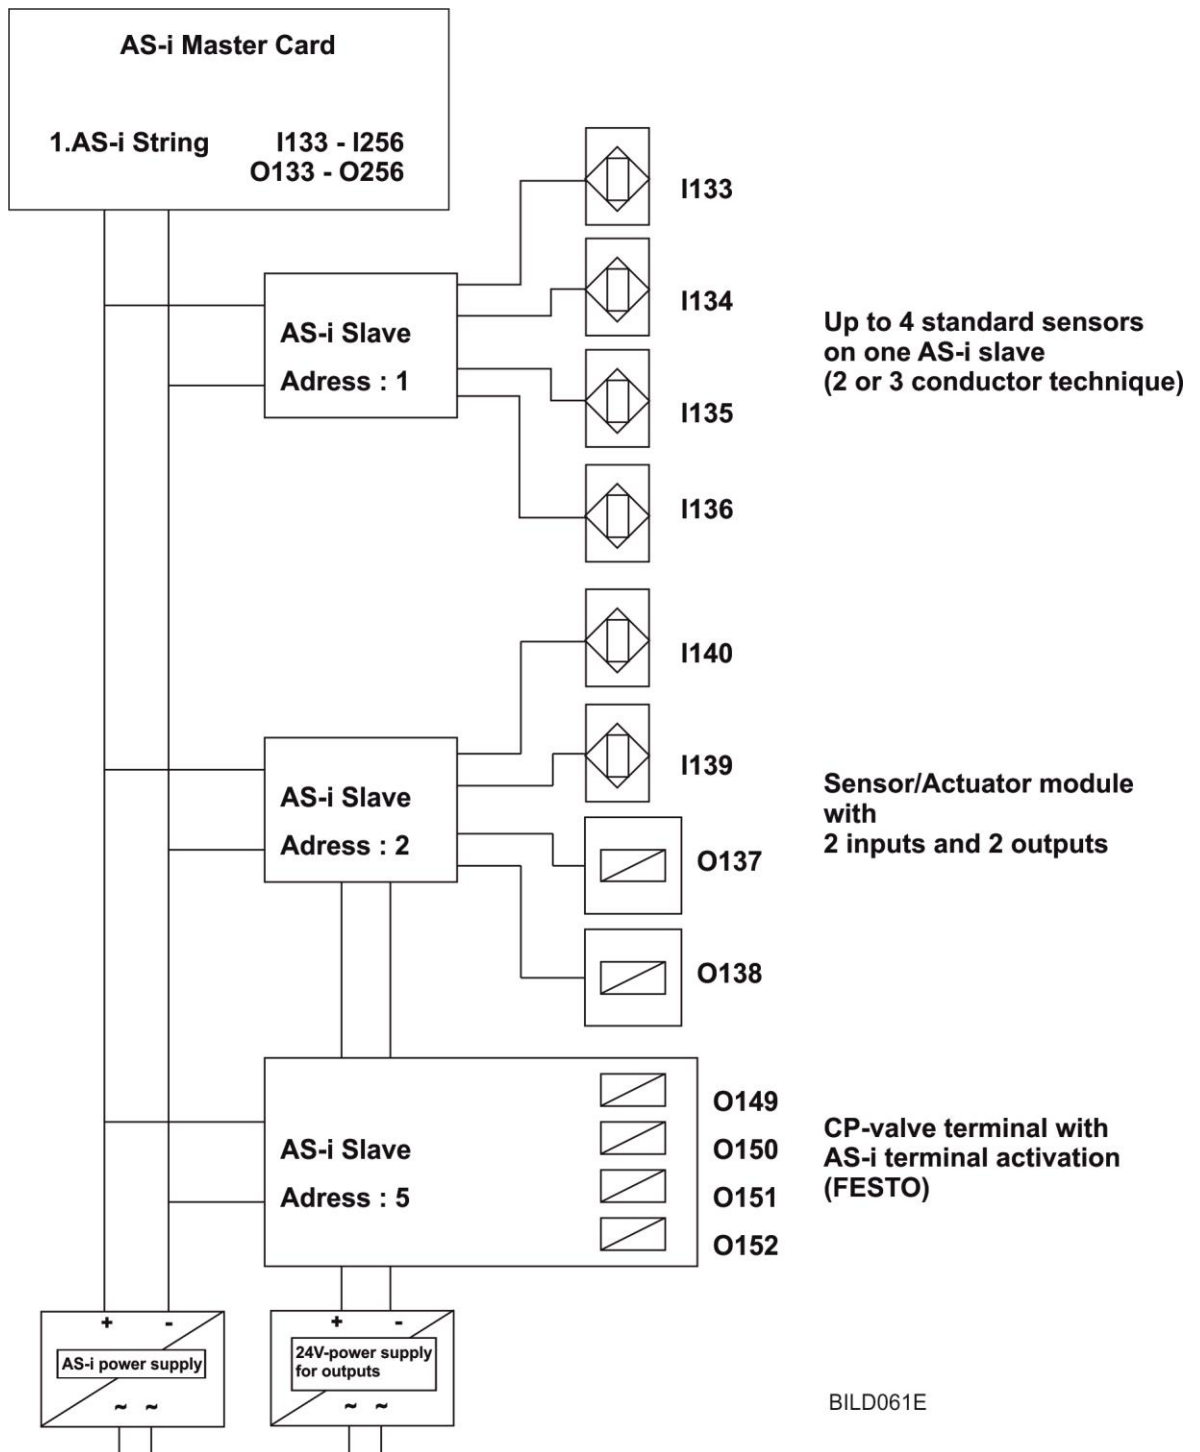 AS-i Master Card
1.AS-i String I133 - I256
O133 - O256
I133
I134
I135
I136
AS-i Slave
Adress : 1
Up to 4 standard sensors
on one AS-i slave
(2 or 3 conductor technique)
I140
I139
O137
O138
AS-i Slave
Adress : 2
Sensor/Actuator module
with
2 inputs and 2 outputs
AS-i Slave
Adress : 5
O149
O150
O151
O152
CP-valve terminal with
AS-i terminal activation
(FESTO)
+ -
AS-i power supply
~ ~
+ -
24V-power supply
for outputs
~ ~
BILD061E